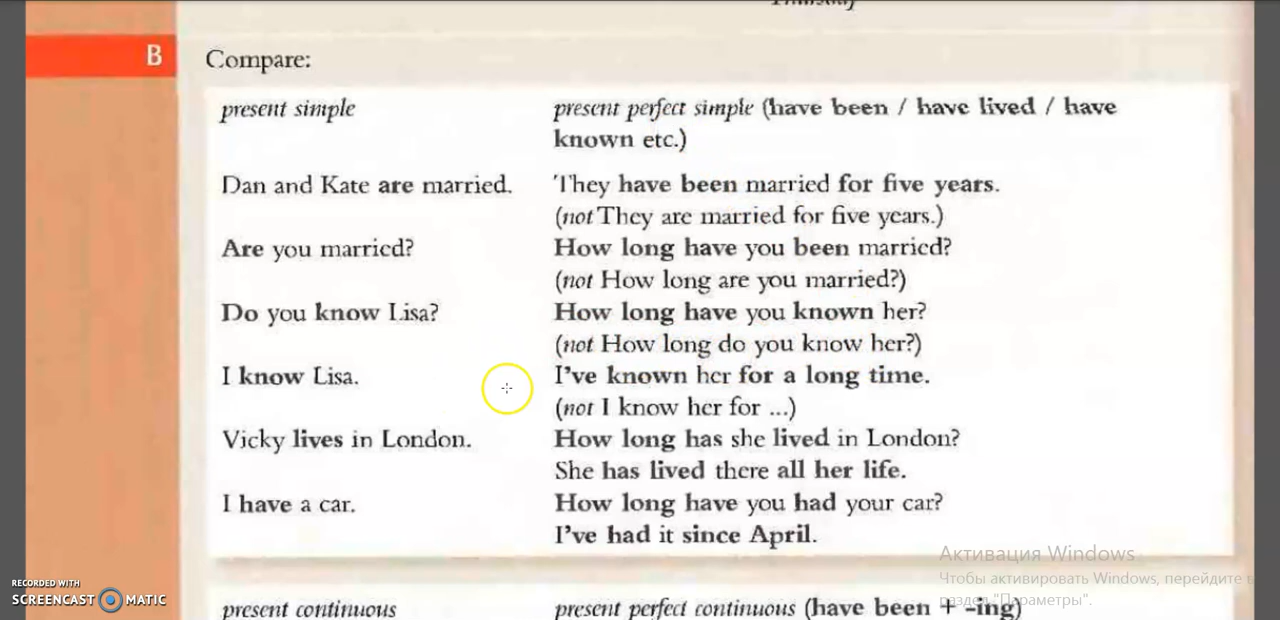 Thursday
B
Compare:
present simple
present perfect simple (have been / have lived / have
known etc.)
Dan and Kate are married.
They have been married for five years.
(not They are married for five years.)
Are you married?
How long have you been married?
(not How long are you married?)
Do you know Lisa?
How long have you known her?
(not How long do you know her?)
I know Lisa.
I've known her for a long time.
(not I know her for ...)
Vicky lives in London.
How long has she lived in London?
She has lived there all her life.
I have a car.
How long have you had your car?
I've had it since April.
present continuous
present perfect continuous (have been + -ing)
Активация Windows
Чтобы активировать Windows, перейдите в
раздел "Параметры".
RECORDED WITH
SCREENCAST MATIC